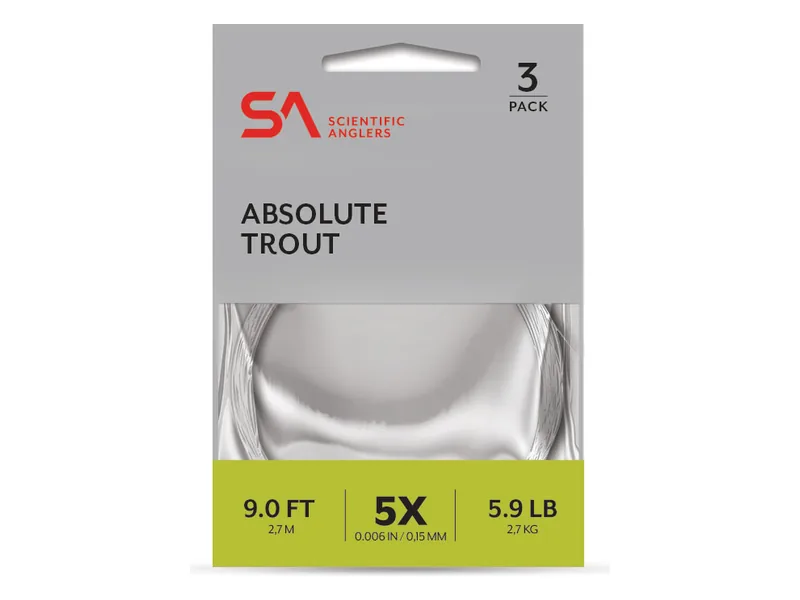 3
PACK
SA
SCIENTIFIC
ANGLERS
ABSOLUTE
TROUT
9.0 FT
2,7 M
5X
0.006 IN / 0,15 MM
5.9 LB
2,7 KG